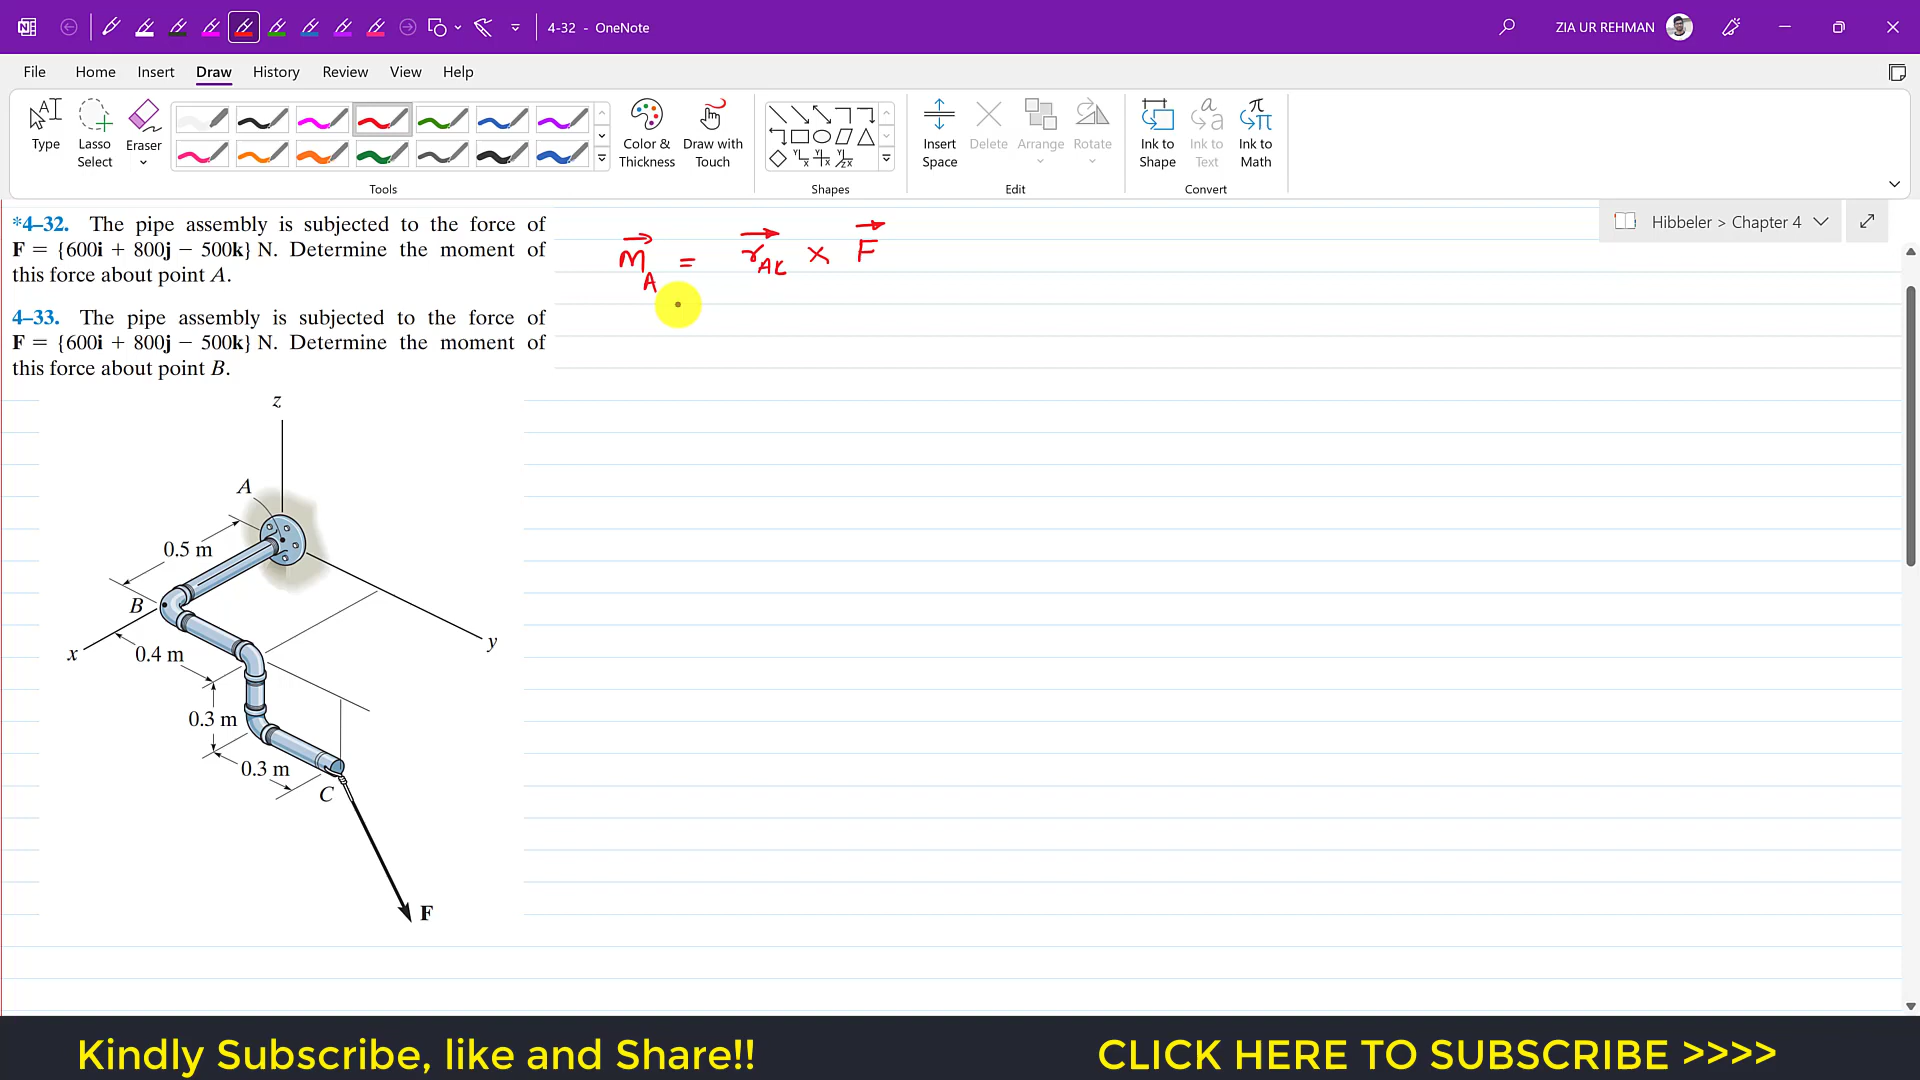 4-32 - OneNote
ZIA UR REHMAN
File Home Insert Draw History Review View Help
Type
Lasso Select
Eraser
Color & Thickness
Draw with Touch
Insert Space
Delete
Arrange
Rotate
Ink to Shape
Ink to Text
Ink to Math
Tools
Shapes
Edit
Convert
Hibbeler > Chapter 4
*4–32. The pipe assembly is subjected to the force of
F = {600i + 800j − 500k} N. Determine the moment of
this force about point A.
4–33. The pipe assembly is subjected to the force of
F = {600i + 800j − 500k} N. Determine the moment of
this force about point B.
M⃗_A = r⃗_AC × F⃗
z
A
0.5 m
B
x
0.4 m
y
0.3 m
0.3 m
C
F
Kindly Subscribe, like and Share!!
CLICK HERE TO SUBSCRIBE >>>>